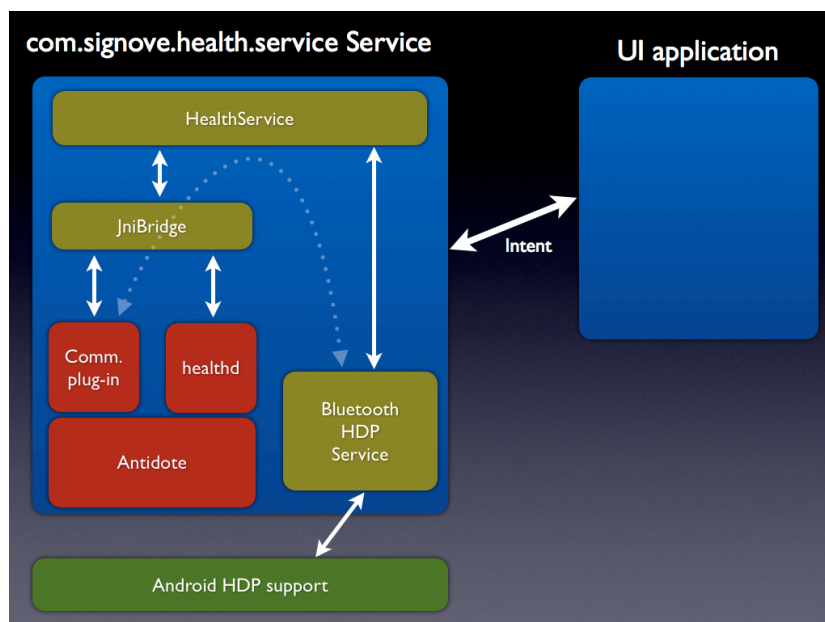 com.signove.health.service Service
UI application
HealthService
JniBridge
Intent
Comm.
plug-in
healthd
Bluetooth
HDP
Service
Antidote
Android HDP support